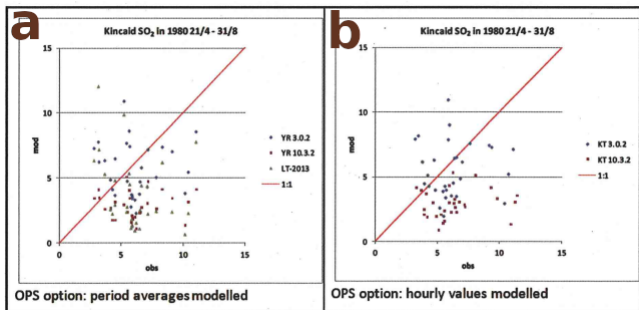 a
Kincaid SO₂ in 1980 21/4 - 31/8
15
10
5
0
mod
0 5 10 15
obs
YR 3.0.2
YR 10.3.2
LT-2013
1:1
OPS option: period averages modelled
b
Kincaid SO₂ in 1980 21/4 - 31/8
15
10
5
0
mod
0 5 10 15
obs
KT 3.0.2
KT 10.3.2
1:1
OPS option: hourly values modelled